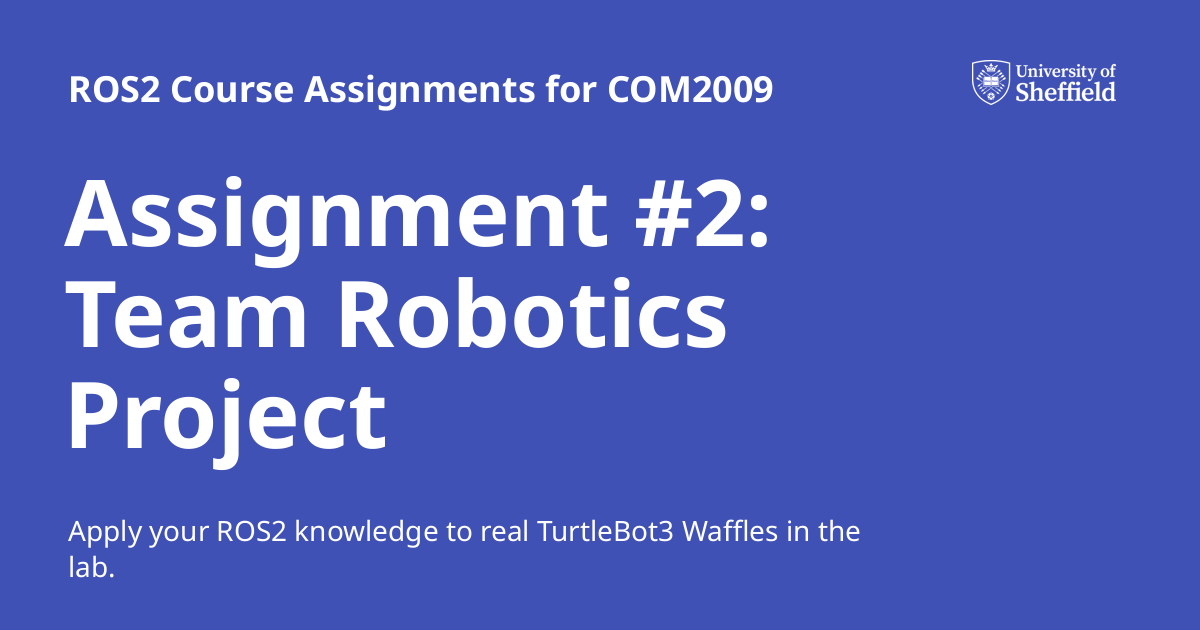 ROS2 Course Assignments for COM2009
University of
Sheffield
Assignment #2:
Team Robotics
Project
Apply your ROS2 knowledge to real TurtleBot3 Waffles in the
lab.